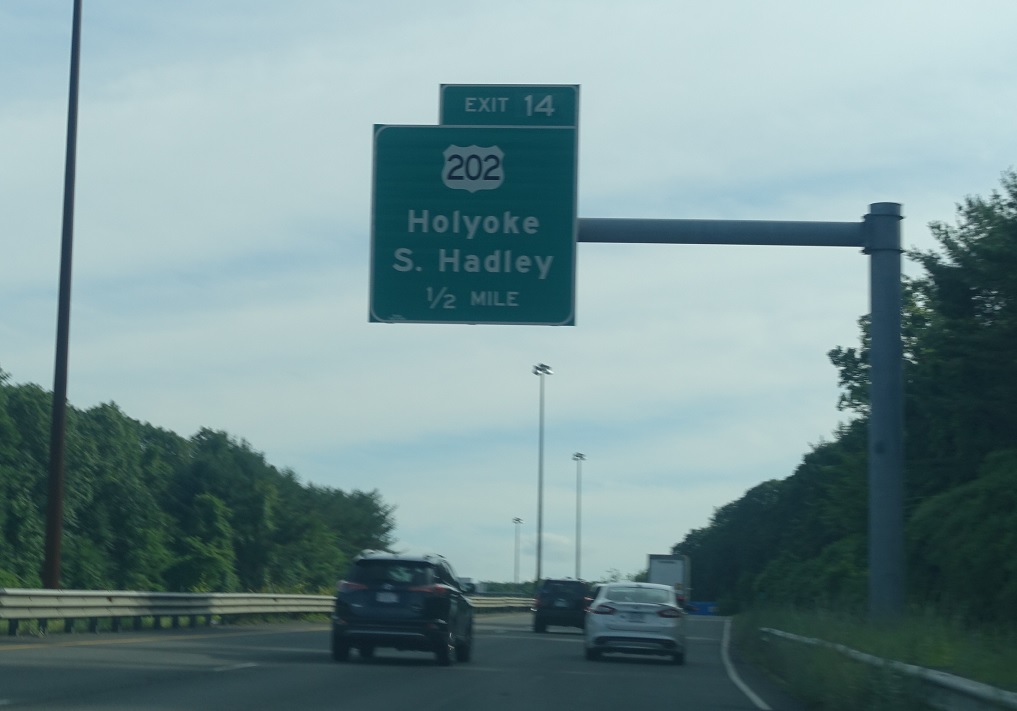 EXIT 14
202
Holyoke
S. Hadley
1/2 MILE